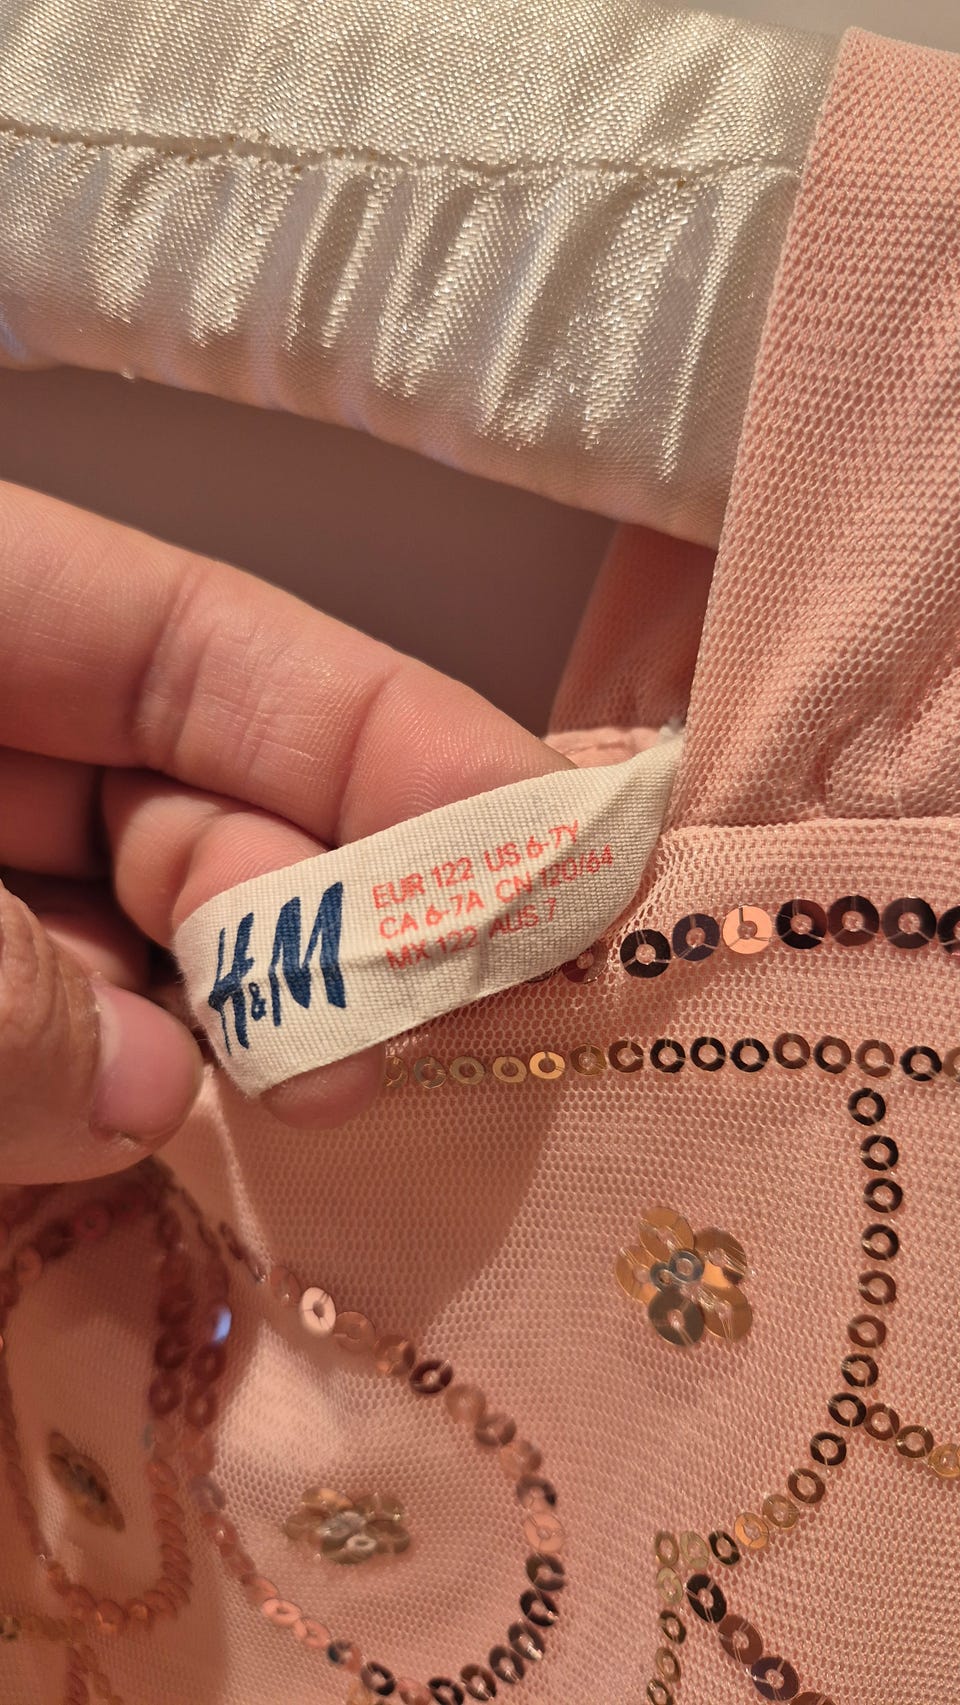 H&M
EUR 122 US 6-7Y
CA 6-7A CN 120/64
MX 122 AUS 7